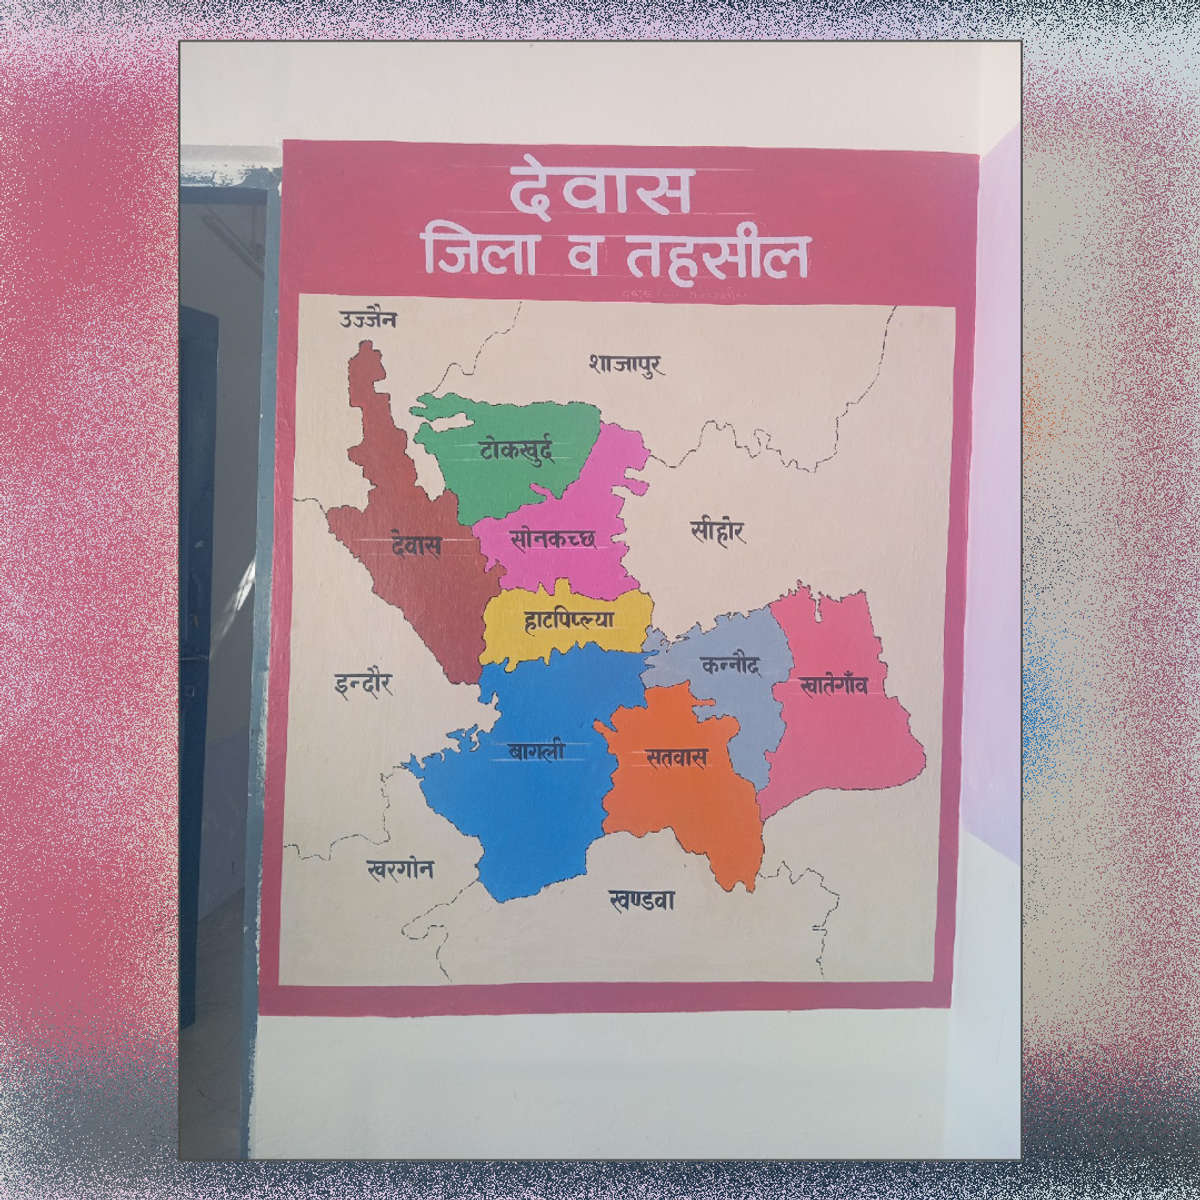 देवास
जिला व तहसील
उज्जैन
शाजापुर
टोंकखुर्द
सोनकच्छ
सीहोर
देवास
हाटपिप्ल्या
कन्नौद
खातेगाँव
इन्दौर
बागली
सतवास
खरगोन
खण्डवा